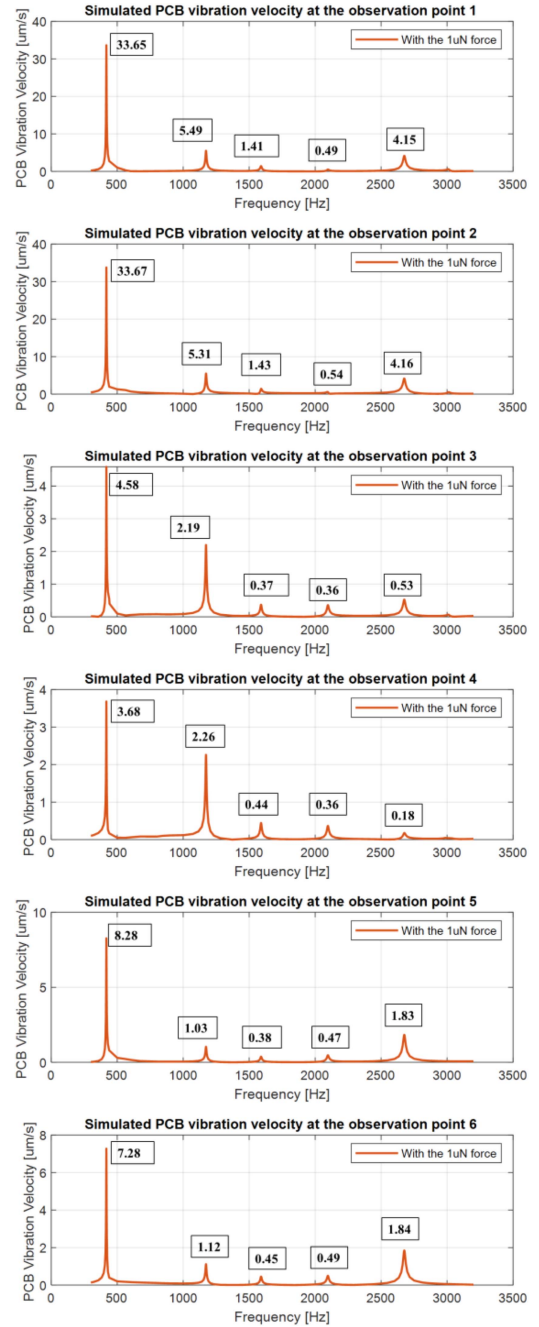 Simulated PCB vibration velocity at the observation point 1
PCB Vibration Velocity [um/s]
40
30
20
10
0
33.65
5.49
1.41
0.49
4.15
With the 1uN force
0 500 1000 1500 2000 2500 3000 3500
Frequency [Hz]
Simulated PCB vibration velocity at the observation point 2
PCB Vibration Velocity [um/s]
40
30
20
10
0
33.67
5.31
1.43
0.54
4.16
With the 1uN force
0 500 1000 1500 2000 2500 3000 3500
Frequency [Hz]
Simulated PCB vibration velocity at the observation point 3
PCB Vibration Velocity [um/s]
4
3
2
1
0
4.58
2.19
0.37
0.36
0.53
With the 1uN force
0 500 1000 1500 2000 2500 3000 3500
Frequency [Hz]
Simulated PCB vibration velocity at the observation point 4
PCB Vibration Velocity [um/s]
4
3
2
1
0
3.68
2.26
0.44
0.36
0.18
With the 1uN force
0 500 1000 1500 2000 2500 3000 3500
Frequency [Hz]
Simulated PCB vibration velocity at the observation point 5
PCB Vibration Velocity [um/s]
10
5
0
8.28
1.03
0.38
0.47
1.83
With the 1uN force
0 500 1000 1500 2000 2500 3000 3500
Frequency [Hz]
Simulated PCB vibration velocity at the observation point 6
PCB Vibration Velocity [um/s]
8
6
4
2
0
7.28
1.12
0.45
0.49
1.84
With the 1uN force
0 500 1000 1500 2000 2500 3000 3500
Frequency [Hz]